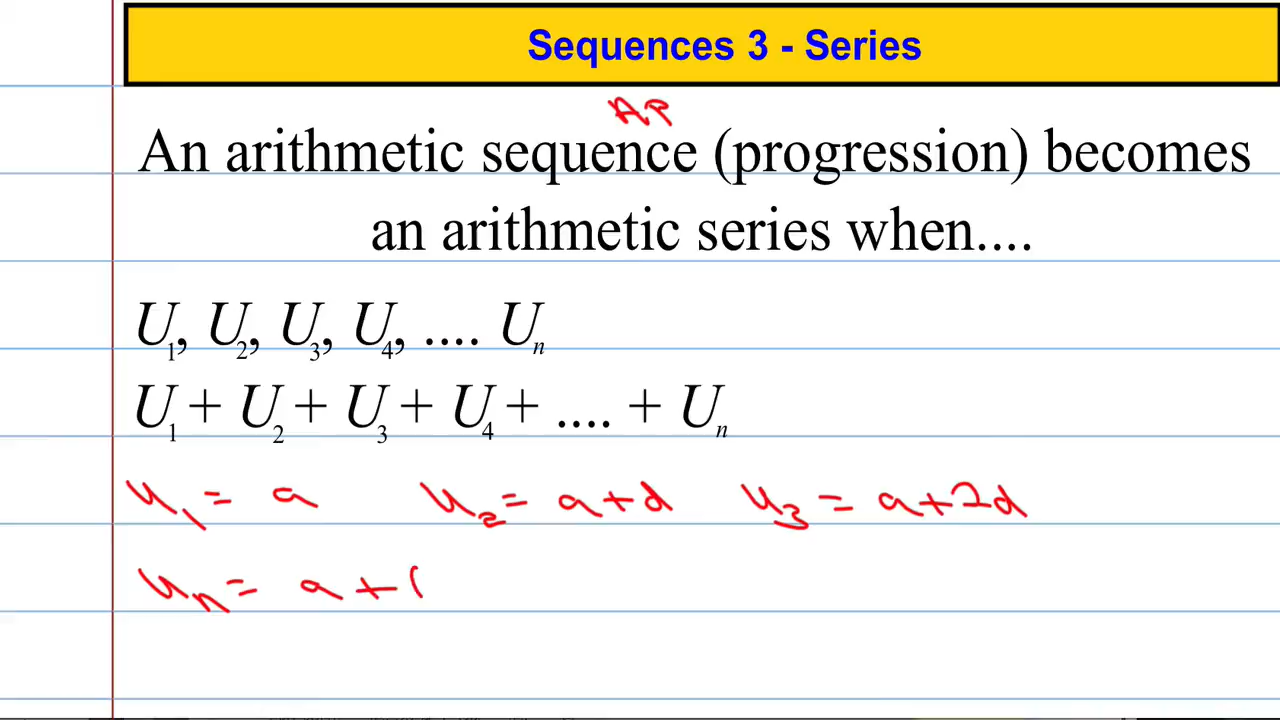 Sequences 3 - Series
AP
An arithmetic sequence (progression) becomes
an arithmetic series when....
U₁, U₂, U₃, U₄, .... Uₙ
U₁ + U₂ + U₃ + U₄ + .... + Uₙ
u₁ = a u₂ = a+d u₃ = a+2d
uₙ = a + (